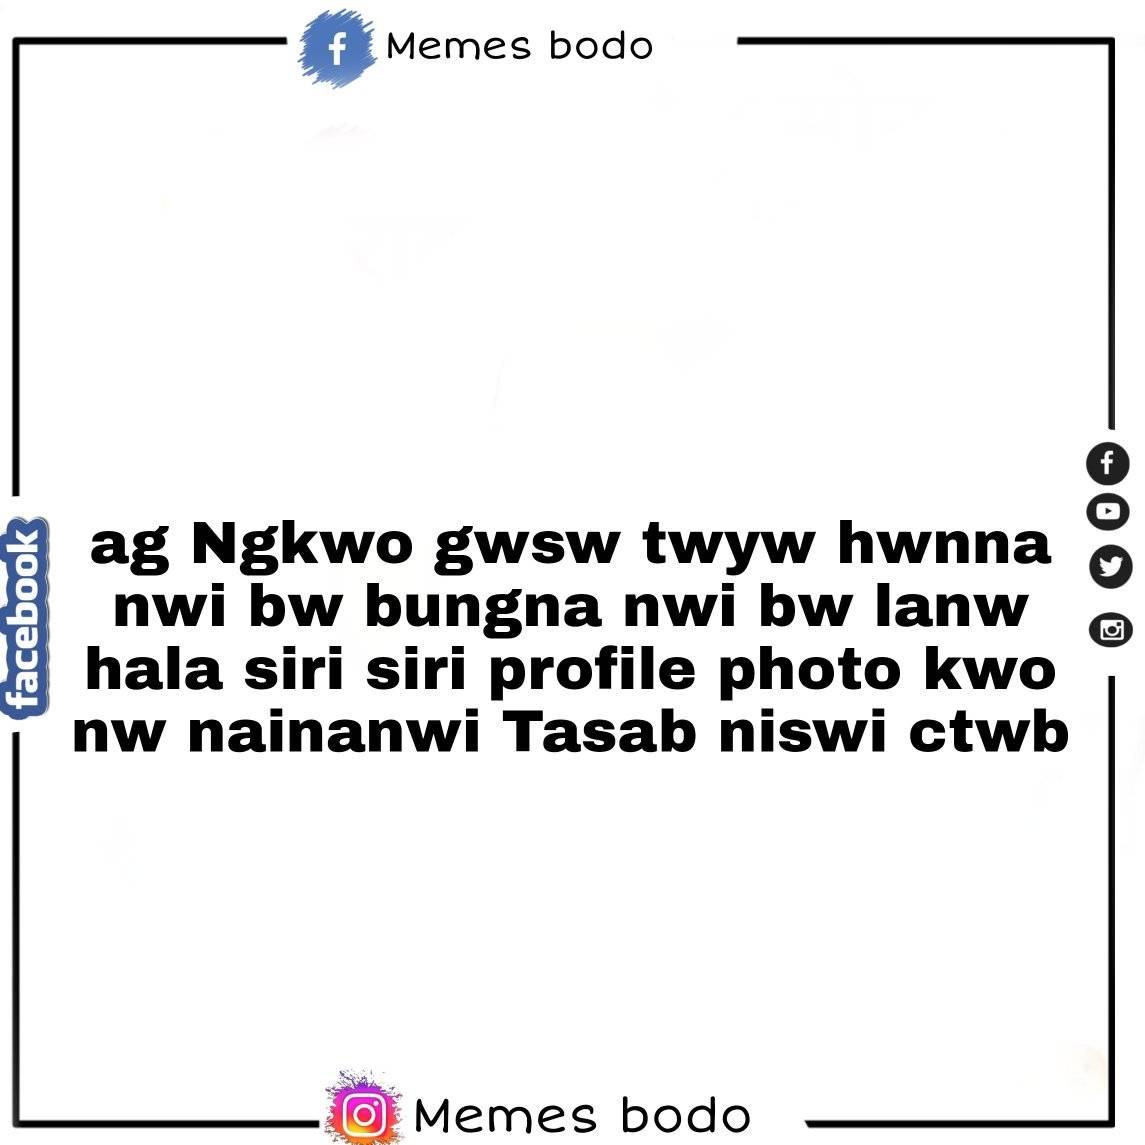 Memes bodo
ag Ngkwo gwsw twyw hwnna
nwi bw bungna nwi bw lanw
hala siri siri profile photo kwo
nw nainanwi Tasab niswi ctwb
facebook
Memes bodo